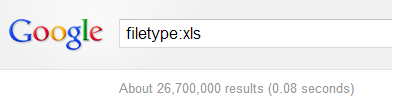 Google filetype:xls
About 26,700,000 results (0.08 seconds)